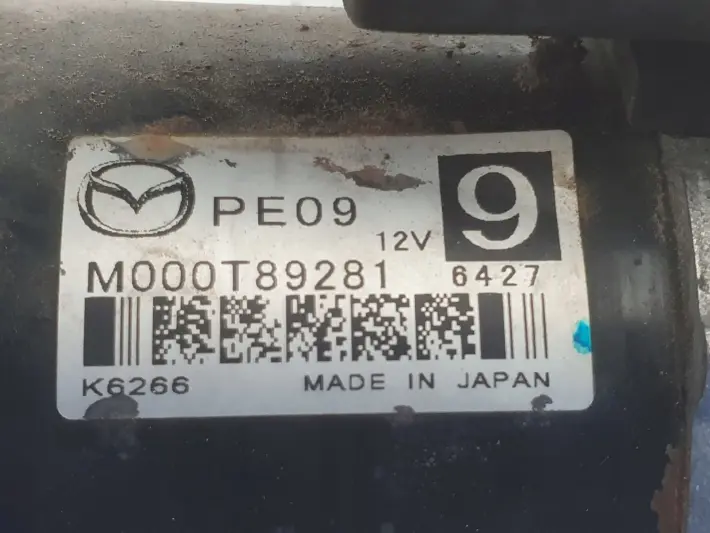 PE09
12V
9
M000T89281
6427
K6266
MADE IN JAPAN